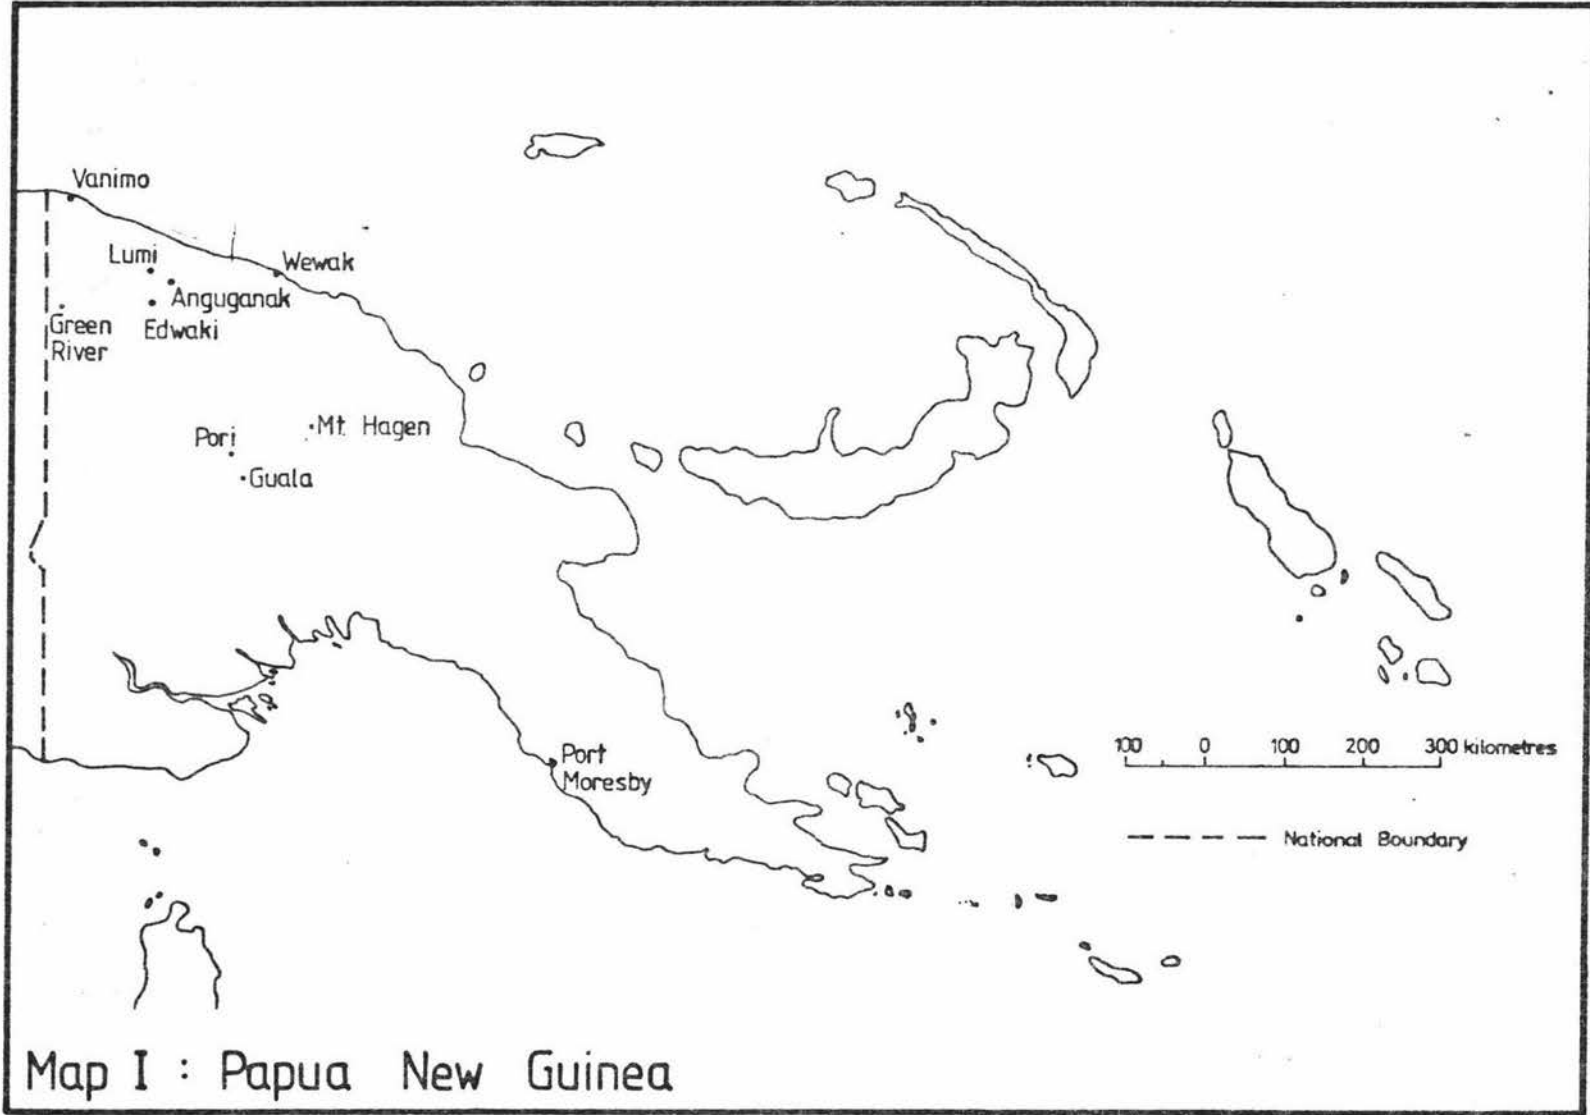 Vanimo
Lumi
Wewak
Anguganak
Green
River
Edwaki
Mt. Hagen
Pori
Guala
Port
Moresby
100 0 100 200 300 kilometres
National Boundary
Map I : Papua New Guinea